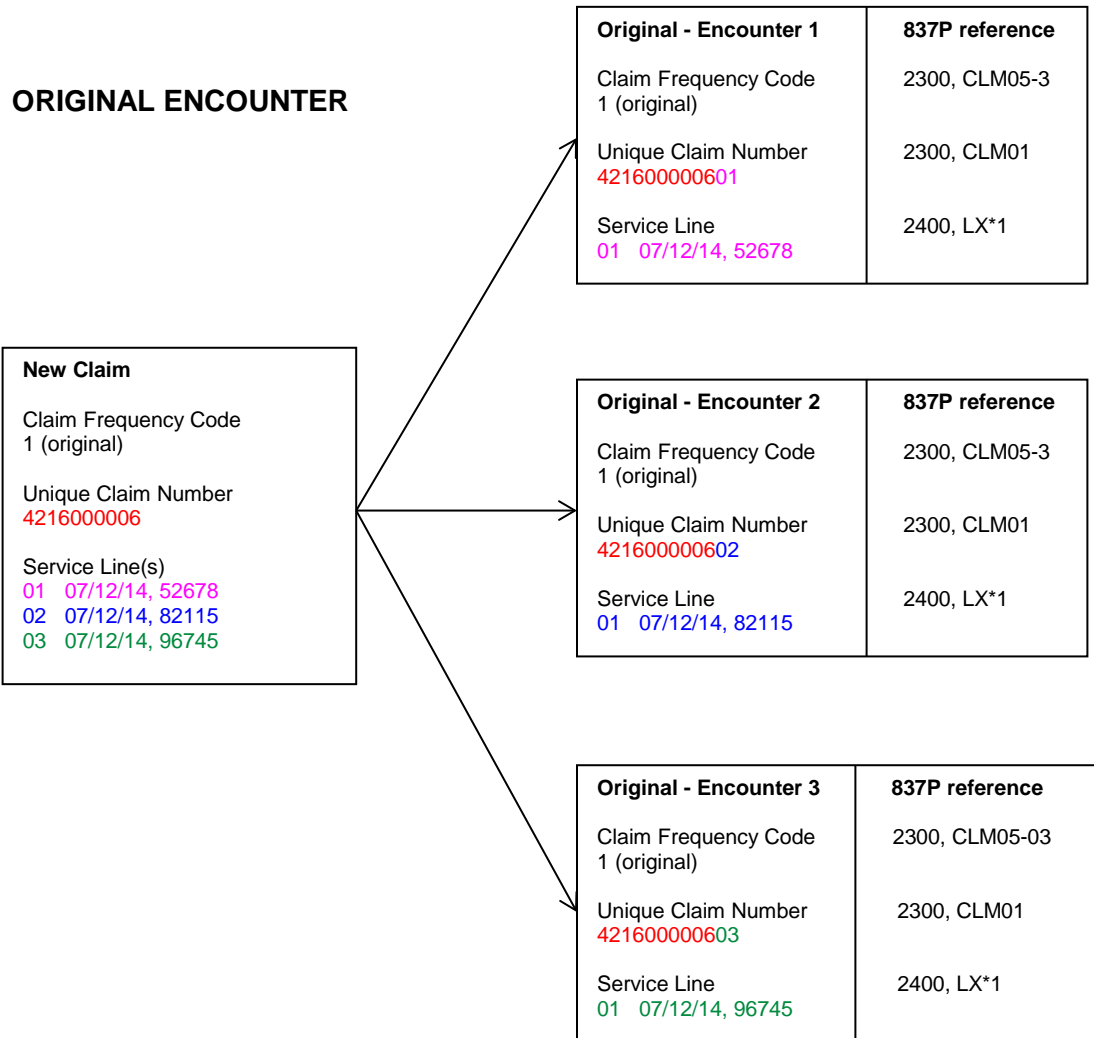 ORIGINAL ENCOUNTER
New Claim
Claim Frequency Code
1 (original)
Unique Claim Number
4216000006
Service Line(s)
01 07/12/14, 52678
02 07/12/14, 82115
03 07/12/14, 96745
Original - Encounter 1 837P reference
Claim Frequency Code 2300, CLM05-3
1 (original)
Unique Claim Number 2300, CLM01
421600000601
Service Line 2400, LX*1
01 07/12/14, 52678
Original - Encounter 2 837P reference
Claim Frequency Code 2300, CLM05-3
1 (original)
Unique Claim Number 2300, CLM01
421600000602
Service Line 2400, LX*1
01 07/12/14, 82115
Original - Encounter 3 837P reference
Claim Frequency Code 2300, CLM05-03
1 (original)
Unique Claim Number 2300, CLM01
421600000603
Service Line 2400, LX*1
01 07/12/14, 96745